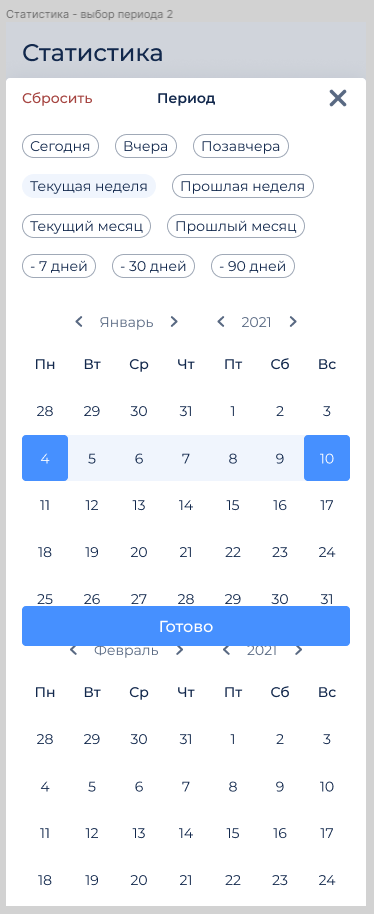 Статистика - выбор периода 2
Статистика
Сбросить Период
Сегодня Вчера Позавчера
Текущая неделя Прошлая неделя
Текущий месяц Прошлый месяц
- 7 дней - 30 дней - 90 дней
Январь 2021
Пн Вт Ср Чт Пт Сб Вс
28 29 30 31 1 2 3
4 5 6 7 8 9 10
11 12 13 14 15 16 17
18 19 20 21 22 23 24
25 26 27 28 29 30 31
Готово
Февраль 2021
Пн Вт Ср Чт Пт Сб Вс
28 29 30 31 1 2 3
4 5 6 7 8 9 10
11 12 13 14 15 16 17
18 19 20 21 22 23 24